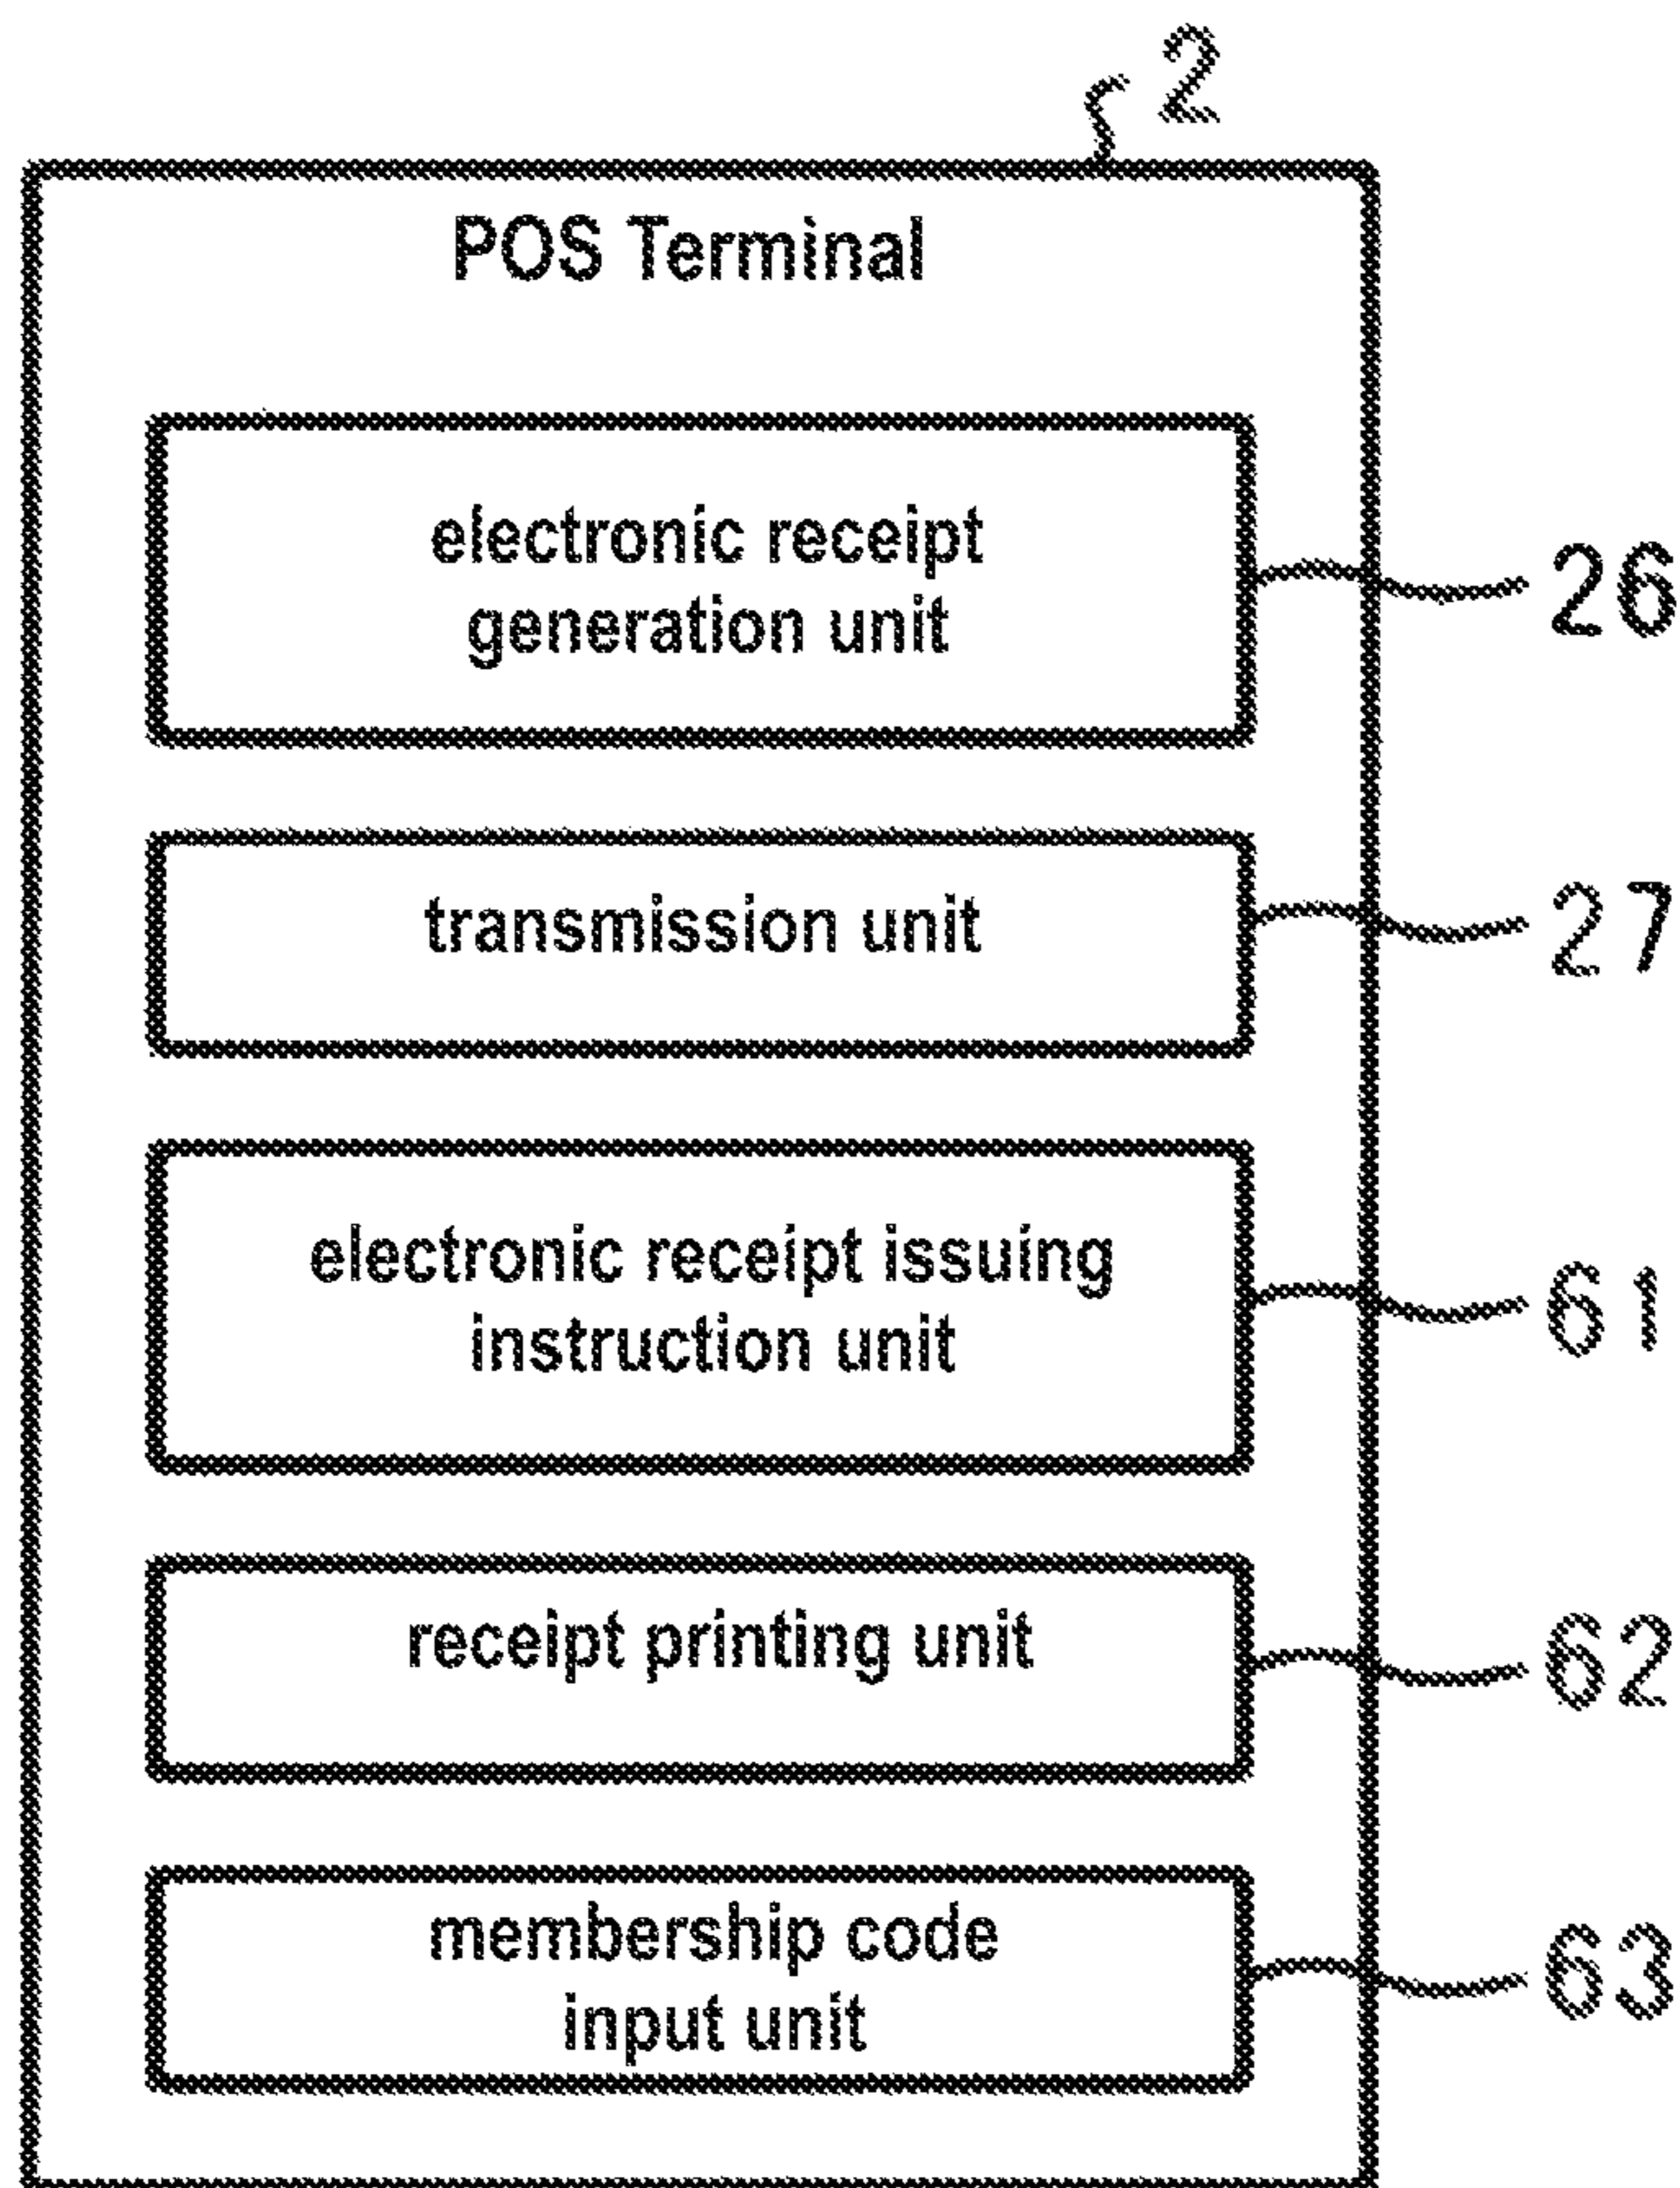 2
POS Terminal
electronic receipt
generation unit
26
transmission unit
27
electronic receipt issuing
instruction unit
61
receipt printing unit
62
membership code
input unit
63